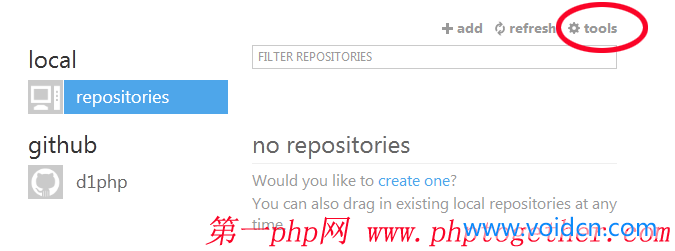 add refresh tools
local
FILTER REPOSITORIES
repositories
github
no repositories
d1php
Would you like to create one?
You can also drag in existing local repositories at any
time
第一php网 www.phptogether.com
www.voidcn.com